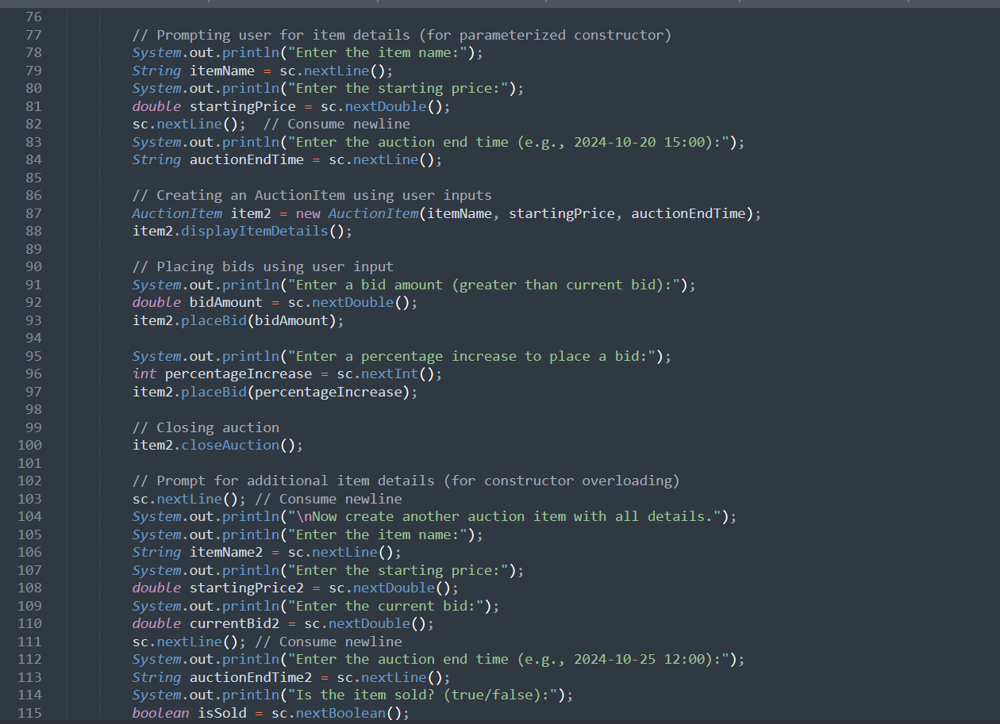 76
77 // Prompting user for item details (for parameterized constructor)
78 System.out.println("Enter the item name:");
79 String itemName = sc.nextLine();
80 System.out.println("Enter the starting price:");
81 double startingPrice = sc.nextDouble();
82 sc.nextLine();  // Consume newline
83 System.out.println("Enter the auction end time (e.g., 2024-10-20 15:00):");
84 String auctionEndTime = sc.nextLine();
85
86 // Creating an AuctionItem using user inputs
87 AuctionItem item2 = new AuctionItem(itemName, startingPrice, auctionEndTime);
88 item2.displayItemDetails();
89
90 // Placing bids using user input
91 System.out.println("Enter a bid amount (greater than current bid):");
92 double bidAmount = sc.nextDouble();
93 item2.placeBid(bidAmount);
94
95 System.out.println("Enter a percentage increase to place a bid:");
96 int percentageIncrease = sc.nextInt();
97 item2.placeBid(percentageIncrease);
98
99 // Closing auction
100 item2.closeAuction();
101
102 // Prompt for additional item details (for constructor overloading)
103 sc.nextLine(); // Consume newline
104 System.out.println("\nNow create another auction item with all details.");
105 System.out.println("Enter the item name:");
106 String itemName2 = sc.nextLine();
107 System.out.println("Enter the starting price:");
108 double startingPrice2 = sc.nextDouble();
109 System.out.println("Enter the current bid:");
110 double currentBid2 = sc.nextDouble();
111 sc.nextLine(); // Consume newline
112 System.out.println("Enter the auction end time (e.g., 2024-10-25 12:00):");
113 String auctionEndTime2 = sc.nextLine();
114 System.out.println("Is the item sold? (true/false):");
115 boolean isSold = sc.nextBoolean();